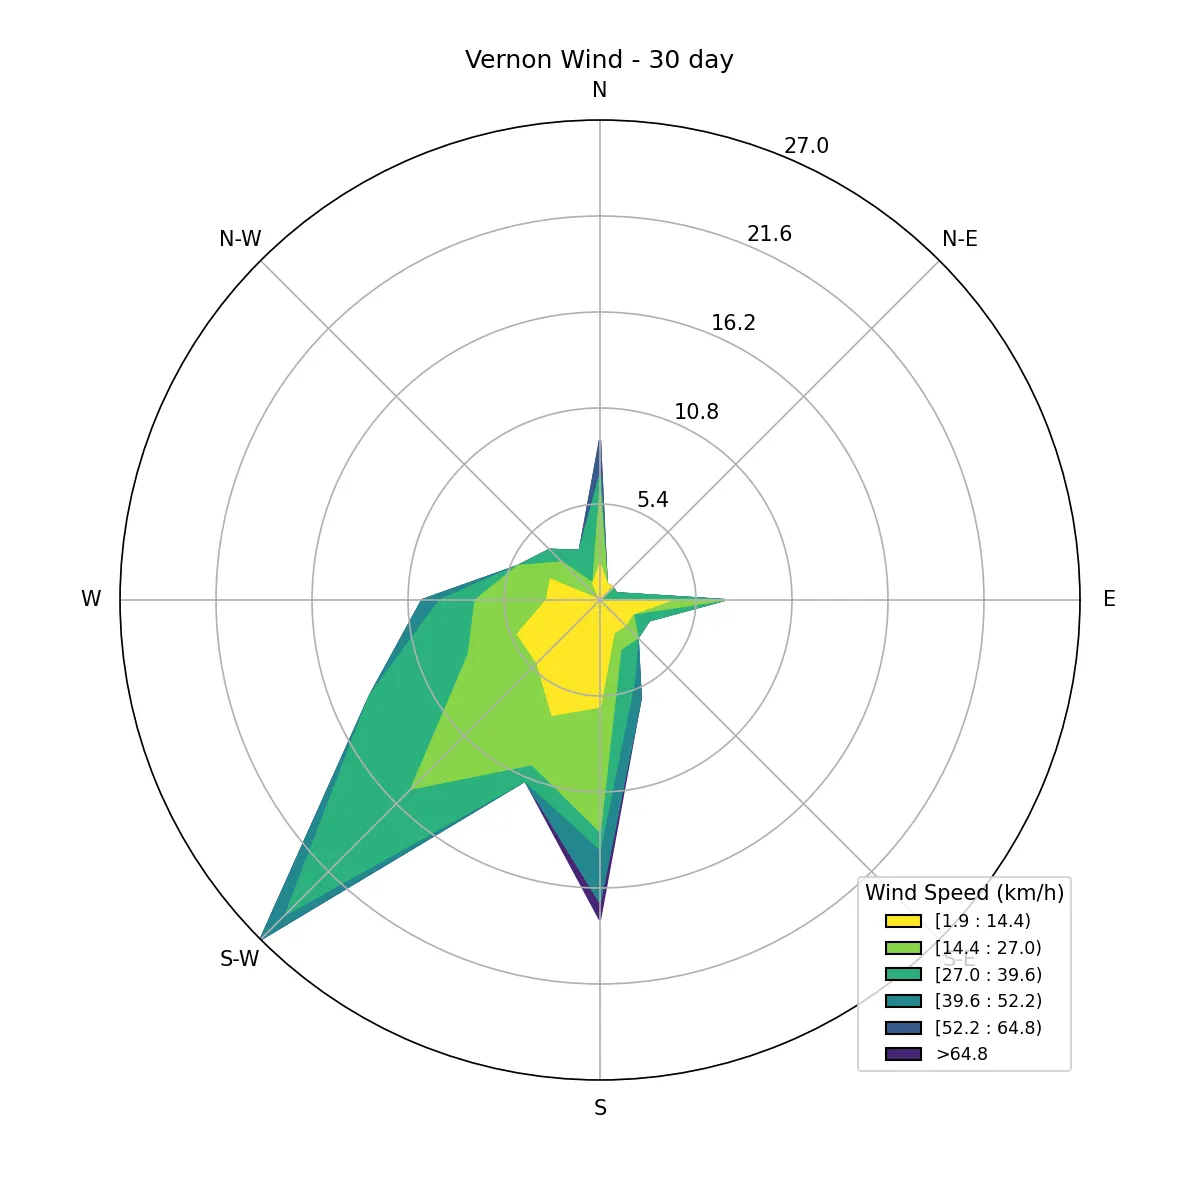 Vernon Wind - 30 day
N
27.0
N-W
21.6
N-E
16.2
10.8
5.4
W
E
S-W
S-E
S
Wind Speed (km/h)
[1.9 : 14.4)
[14.4 : 27.0)
[27.0 : 39.6)
[39.6 : 52.2)
[52.2 : 64.8)
>64.8